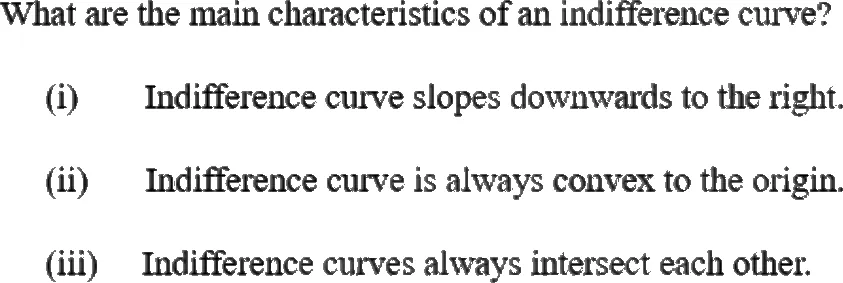 What are the main characteristics of an indifference curve?
(i) Indifference curve slopes downwards to the right.
(ii) Indifference curve is always convex to the origin.
(iii) Indifference curves always intersect each other.